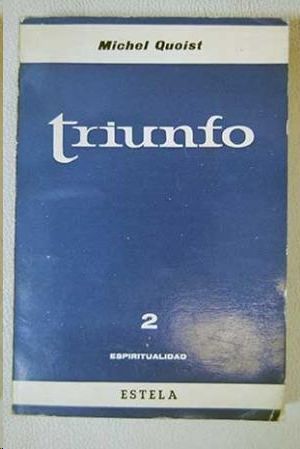 Michel Quoist
triunfo
2
ESPIRITUALIDAD
ESTELA